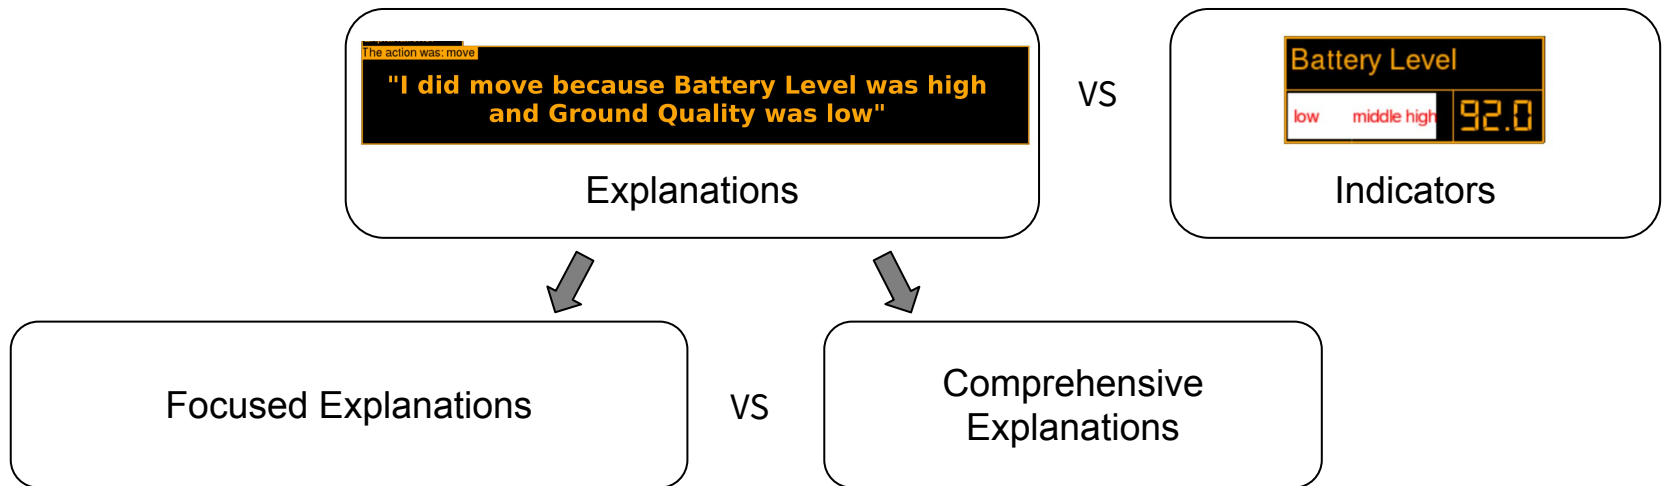 The action was: move
"I did move because Battery Level was high
and Ground Quality was low"
Explanations
VS
Battery Level
low middle high 92.0
Indicators
Focused Explanations
VS
Comprehensive
Explanations